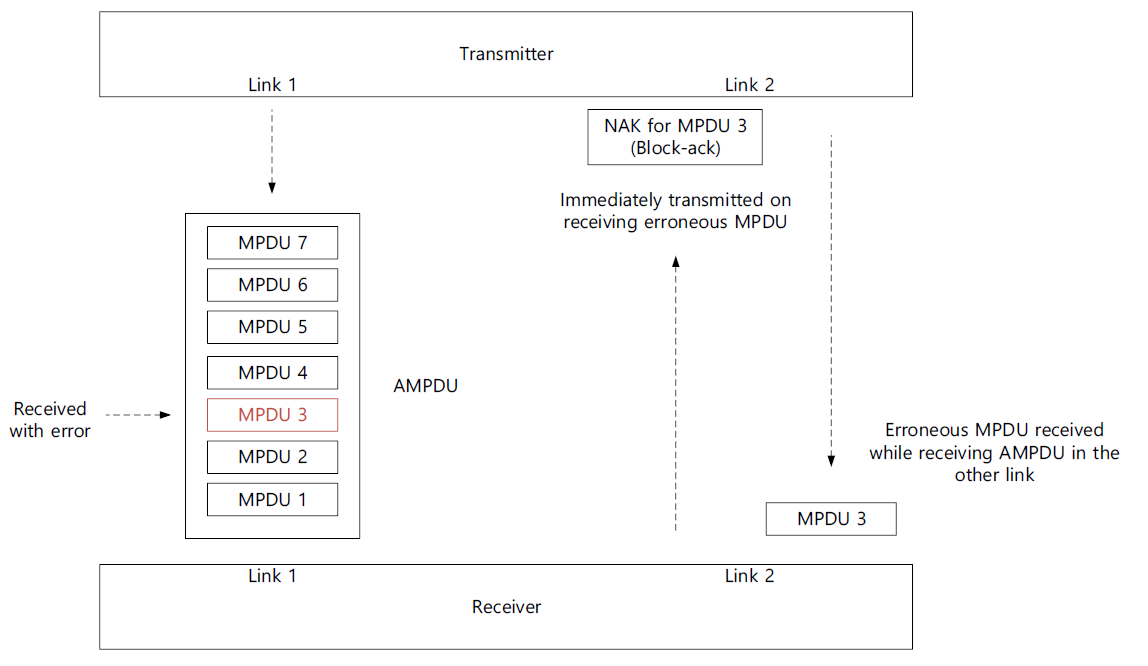 Transmitter
Link 1
Link 2
NAK for MPDU 3
(Block-ack)
Immediately transmitted on
receiving erroneous MPDU
MPDU 7
MPDU 6
MPDU 5
MPDU 4
MPDU 3
MPDU 2
MPDU 1
AMPDU
Received
with error
Erroneous MPDU received
while receiving AMPDU in the
other link
MPDU 3
Link 1
Link 2
Receiver